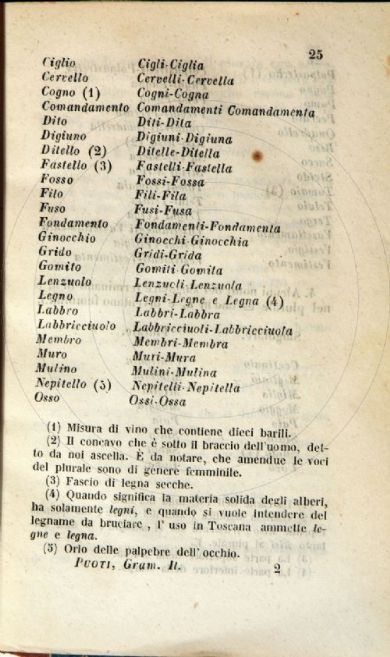 25
Ciglio Cigli-Ciglia
Cervello Cervelli-Cervella
Cogno (1) Cogni-Cogna
Comandamento Comandamenti Comandamenta
Dito Diti-Dita
Digiuno Digiuni-Digiuna
Ditello (2) Ditelle-Ditella
Fastello (3) Fastelli-Fastella
Fosso Fossi-Fossa
Filo Fili-Fila
Fuso Fusi-Fusa
Fondamento Fondamenti-Fondamenta
Ginocchio Ginocchi-Ginocchia
Grido Gridi-Grida
Gomito Gomiti-Gomita
Lenzuolo Lenzuoli-Lenzuola
Legno Legni-Legne e Legna (4)
Labbro Labbri-Labbra
Labbricciuolo Labbricciuoli-Labbricciuola
Membro Membri-Membra
Muro Muri-Mura
Mulino Mulini-Mulina
Nepitello (5) Nepitelli-Nepitella
Osso Ossi-Ossa
(1) Misura di vino che contiene dieci barili.
(2) Il concavo che è sotto il braccio dell'uomo, det-
to da noi ascella. È da notare, che amendue le voci
del plurale sono di genere femminile.
(3) Fascio di legna secche.
(4) Quando significa la materia solida degli alberi,
ha solamente legni, e quando si vuole intendere del
legname da bruciare, l' uso in Toscana ammette le-
gne e legna.
(5) Orlo delle palpebre dell'occhio.
PUOTI, Gram. It. 2